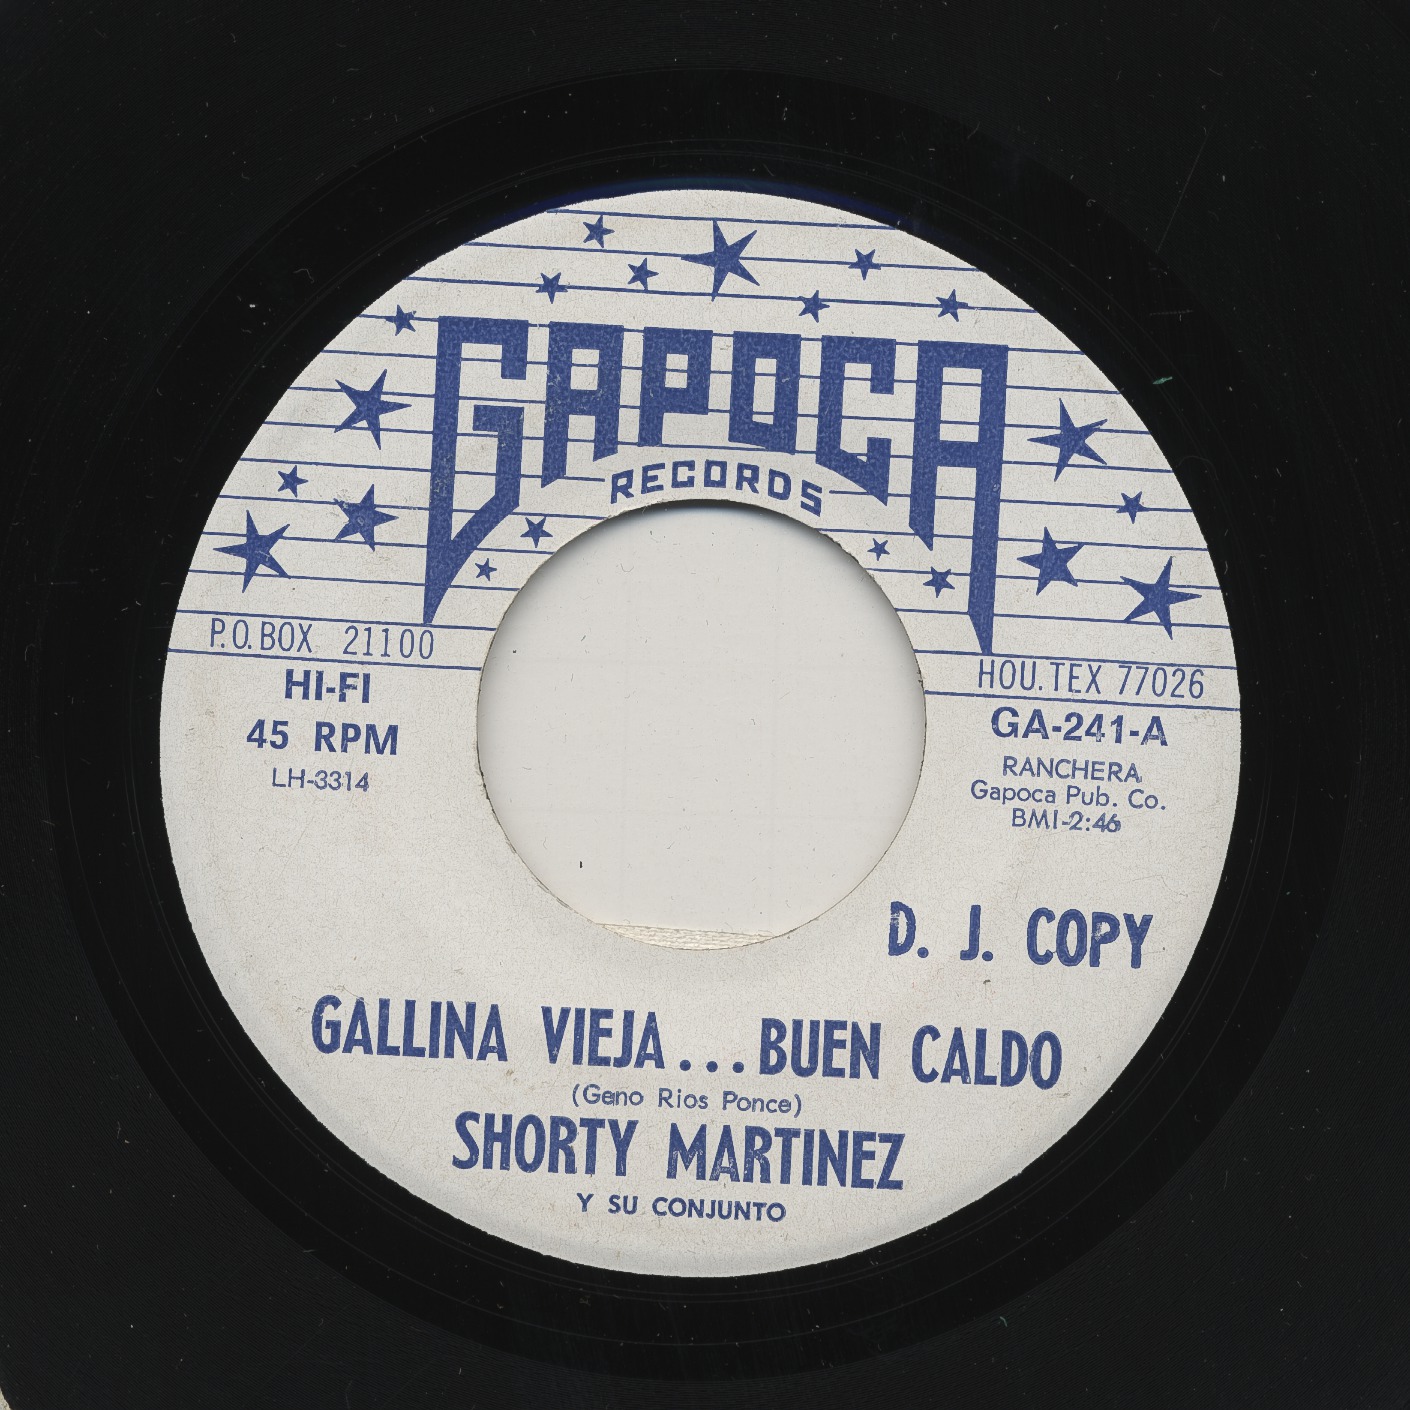 GAPOCA
RECORDS
P.O. BOX 21100
HOU. TEX 77026
HI-FI
45 RPM
LH-3314
GA-241-A
RANCHERA
Gapoca Pub. Co.
BMI-2:46
D. J. COPY
GALLINA VIEJA...BUEN CALDO
(Geno Rios Ponce)
SHORTY MARTINEZ
Y SU CONJUNTO